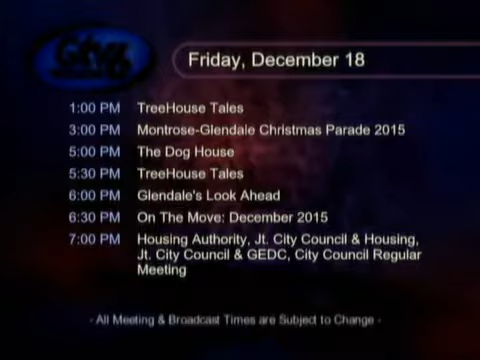 Gtv6
Friday, December 18
1:00 PM TreeHouse Tales
3:00 PM Montrose-Glendale Christmas Parade 2015
5:00 PM The Dog House
5:30 PM TreeHouse Tales
6:00 PM Glendale's Look Ahead
6:30 PM On The Move: December 2015
7:00 PM Housing Authority, Jt. City Council & Housing,
Jt. City Council & GEDC, City Council Regular
Meeting
- All Meeting & Broadcast Times are Subject to Change -